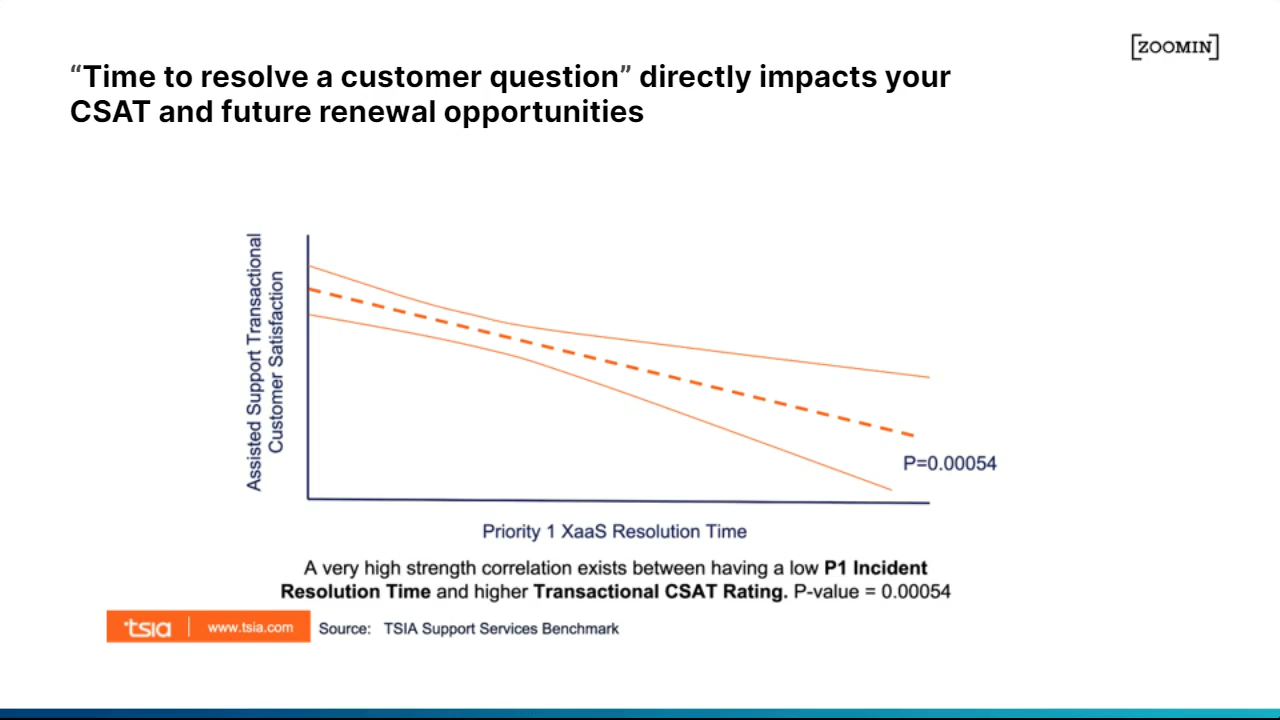 [ZOOMIN]
“Time to resolve a customer question” directly impacts your
CSAT and future renewal opportunities
Assisted Support Transactional
Customer Satisfaction
P=0.00054
Priority 1 XaaS Resolution Time
A very high strength correlation exists between having a low P1 Incident
Resolution Time and higher Transactional CSAT Rating. P-value = 0.00054
tsia | www.tsia.com Source: TSIA Support Services Benchmark